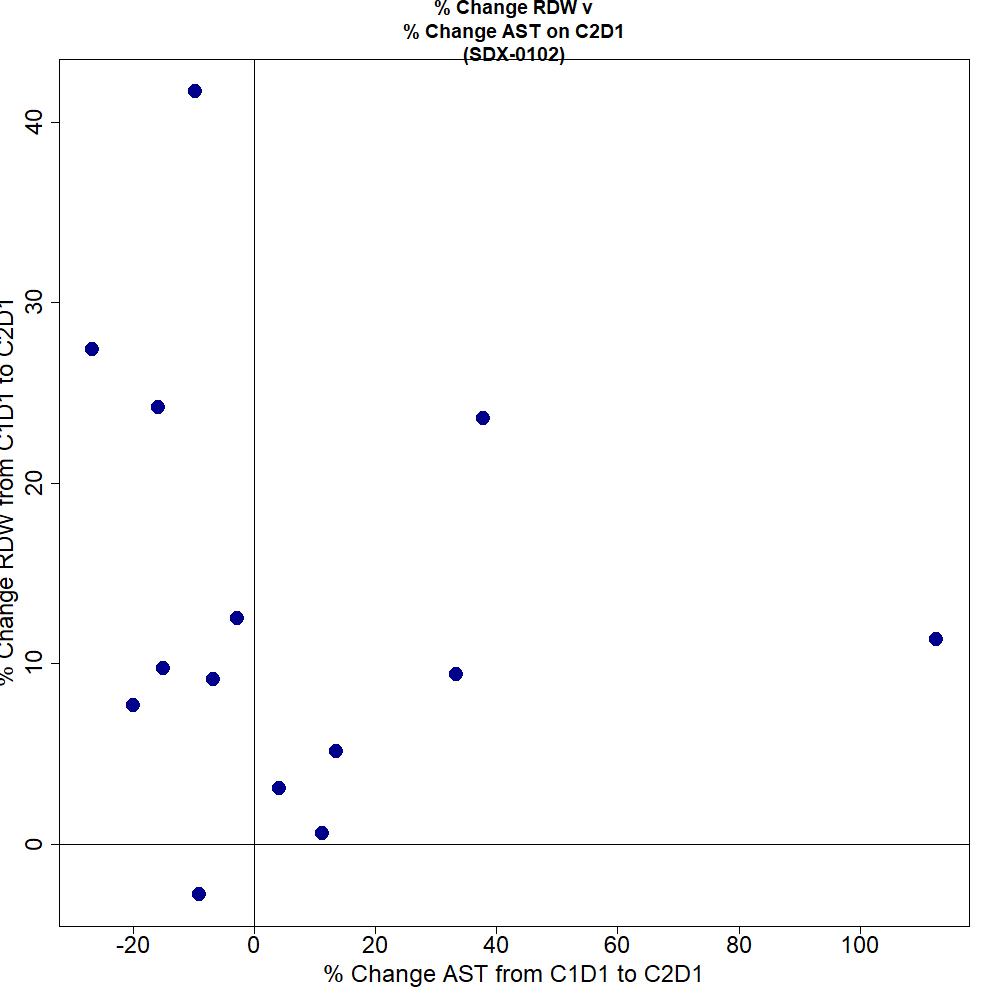 % Change RDW v
% Change AST on C2D1
(SDX-0102)
% Change RDW from C1D1 to C2D1
40
30
20
10
0
-20 0 20 40 60 80 100
% Change AST from C1D1 to C2D1